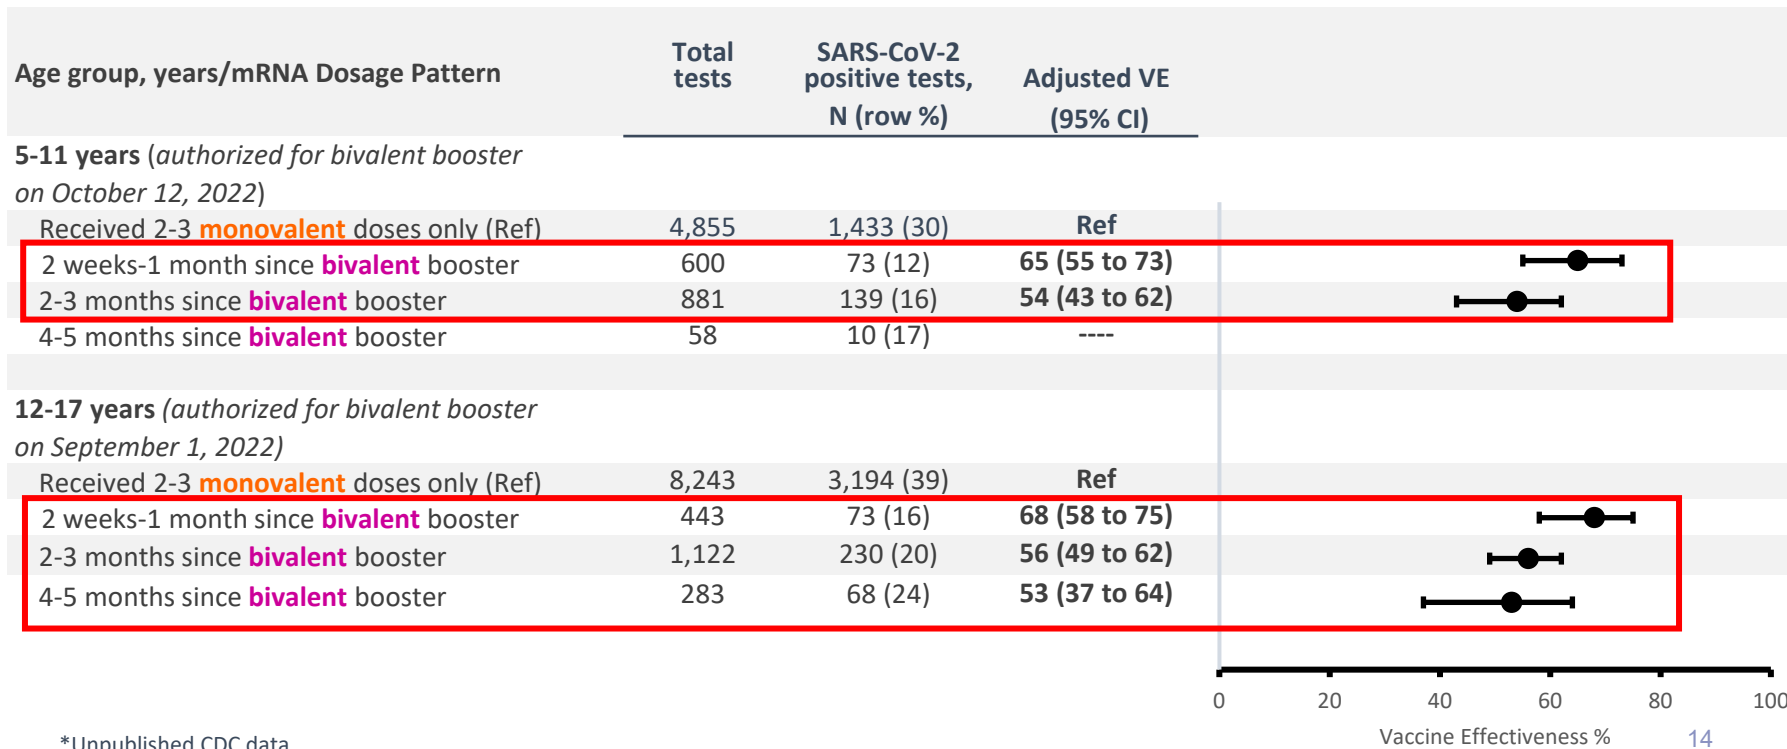 Age group, years/mRNA Dosage Pattern
Total tests
SARS-CoV-2 positive tests, N (row %)
Adjusted VE (95% CI)
5-11 years (authorized for bivalent booster
on October 12, 2022)
Received 2-3 monovalent doses only (Ref) 4,855 1,433 (30) Ref
2 weeks-1 month since bivalent booster 600 73 (12) 65 (55 to 73)
2-3 months since bivalent booster 881 139 (16) 54 (43 to 62)
4-5 months since bivalent booster 58 10 (17) ----
12-17 years (authorized for bivalent booster
on September 1, 2022)
Received 2-3 monovalent doses only (Ref) 8,243 3,194 (39) Ref
2 weeks-1 month since bivalent booster 443 73 (16) 68 (58 to 75)
2-3 months since bivalent booster 1,122 230 (20) 56 (49 to 62)
4-5 months since bivalent booster 283 68 (24) 53 (37 to 64)
0 20 40 60 80 100
Vaccine Effectiveness %
*Unpublished CDC data
14